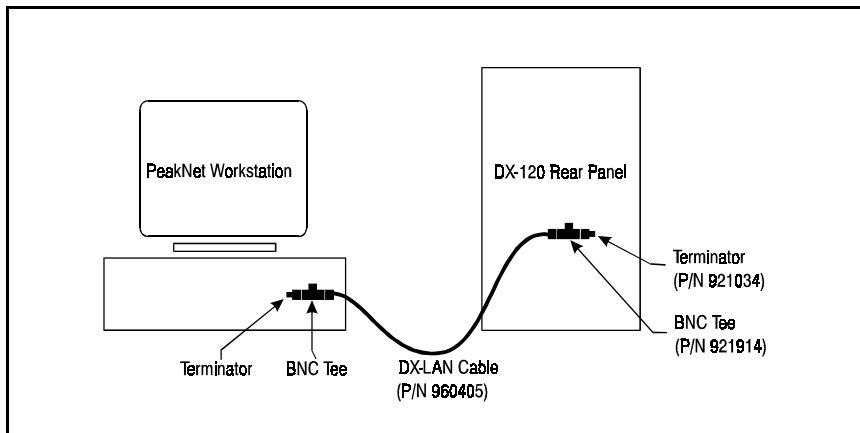 PeakNet Workstation
DX-120 Rear Panel
Terminator
(P/N 921034)
BNC Tee
(P/N 921914)
Terminator
BNC Tee
DX-LAN Cable
(P/N 960405)